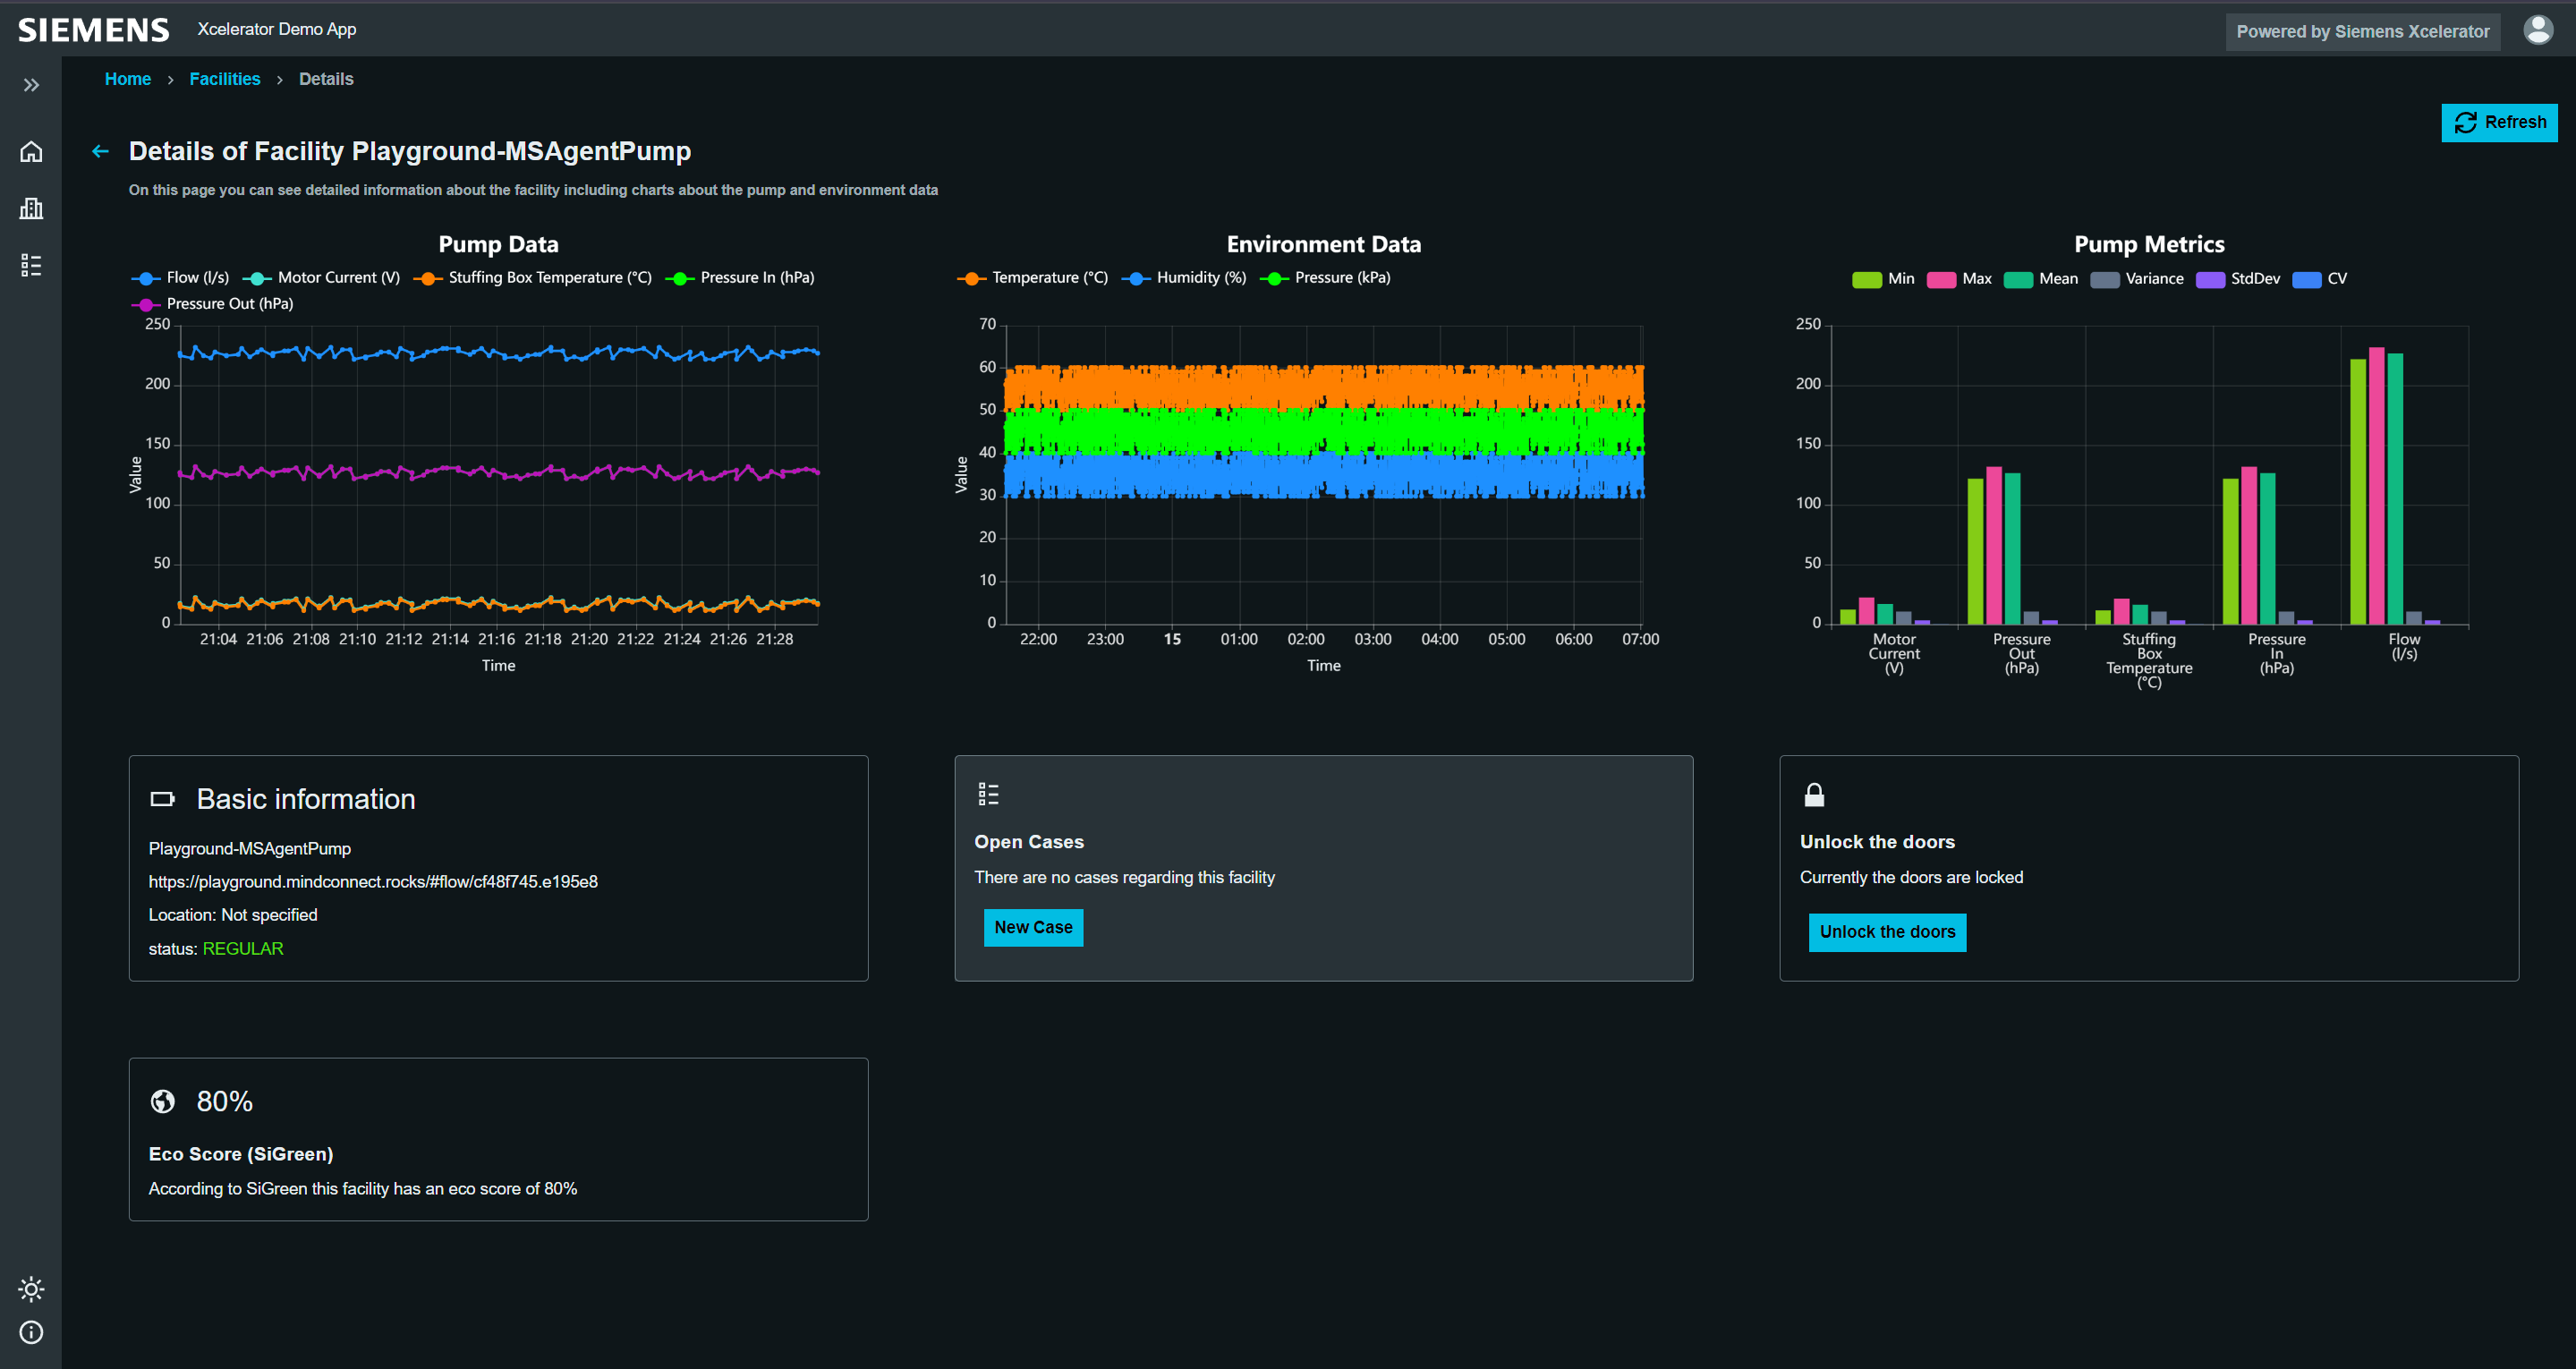 SIEMENS Xcelerator Demo App Powered by Siemens Xcelerator
Home › Facilities › Details
Refresh
Details of Facility Playground-MSAgentPump
On this page you can see detailed information about the facility including charts about the pump and environment data
Pump Data
Flow (l/s) Motor Current (V) Stuffing Box Temperature (°C) Pressure In (hPa)
Pressure Out (hPa)
250
200
150
100
50
0
Value
21:04 21:06 21:08 21:10 21:12 21:14 21:16 21:18 21:20 21:22 21:24 21:26 21:28
Time
Environment Data
Temperature (°C) Humidity (%) Pressure (kPa)
70
60
50
40
30
20
10
0
Value
22:00 23:00 15 01:00 02:00 03:00 04:00 05:00 06:00 07:00
Time
Pump Metrics
Min Max Mean Variance StdDev CV
250
200
150
100
50
0
Motor
Current
(V)
Pressure
Out
(hPa)
Stuffing
Box
Temperature
(°C)
Pressure
In
(hPa)
Flow
(l/s)
Basic information
Playground-MSAgentPump
https://playground.mindconnect.rocks/#flow/cf48f745.e195e8
Location: Not specified
status: REGULAR
Open Cases
There are no cases regarding this facility
New Case
Unlock the doors
Currently the doors are locked
Unlock the doors
80%
Eco Score (SiGreen)
According to SiGreen this facility has an eco score of 80%